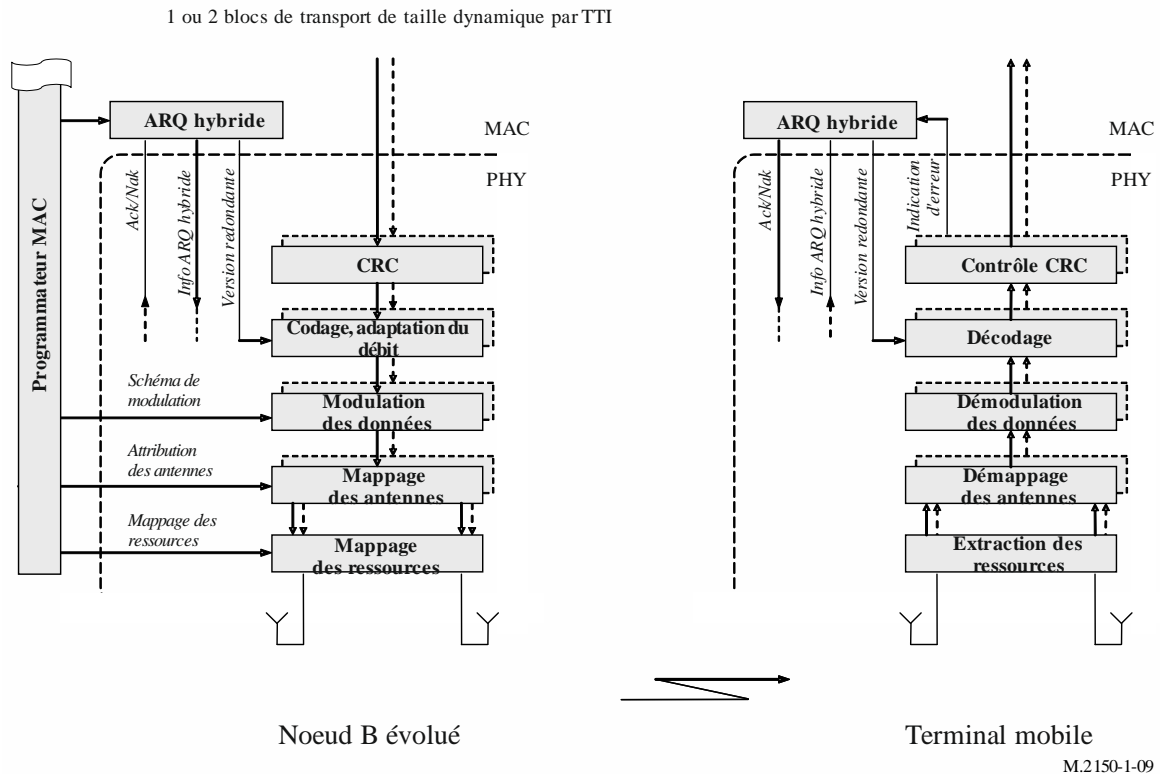 1 ou 2 blocs de transport de taille dynamique par TTI
Programmateur MAC
ARQ hybride
MAC
PHY
Ack/Nak
Info ARQ hybride
Version redondante
CRC
Codage, adaptation du
débit
Schéma de
modulation
Modulation
des données
Attribution
des antennes
Mappage
des antennes
Mappage des
ressources
Mappage
des ressources
Noeud B évolué
ARQ hybride
MAC
PHY
Ack/Nak
Info ARQ hybride
Version redondante
Indication
d'erreur
Contrôle CRC
Décodage
Démodulation
des données
Démappage
des antennes
Extraction des
ressources
Terminal mobile
M.2150-1-09